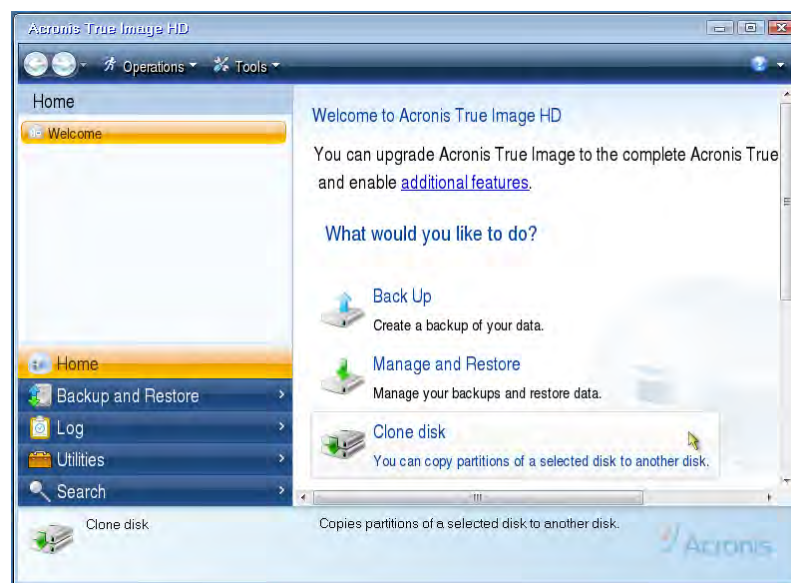 Acronis True Image HD
Operations Tools
Home
Welcome
Welcome to Acronis True Image HD
You can upgrade Acronis True Image to the complete Acronis True
and enable additional features.
What would you like to do?
Back Up
Create a backup of your data.
Manage and Restore
Manage your backups and restore data.
Clone disk
You can copy partitions of a selected disk to another disk.
Home
Backup and Restore
Log
Utilities
Search
Clone disk
Copies partitions of a selected disk to another disk.
Acronis